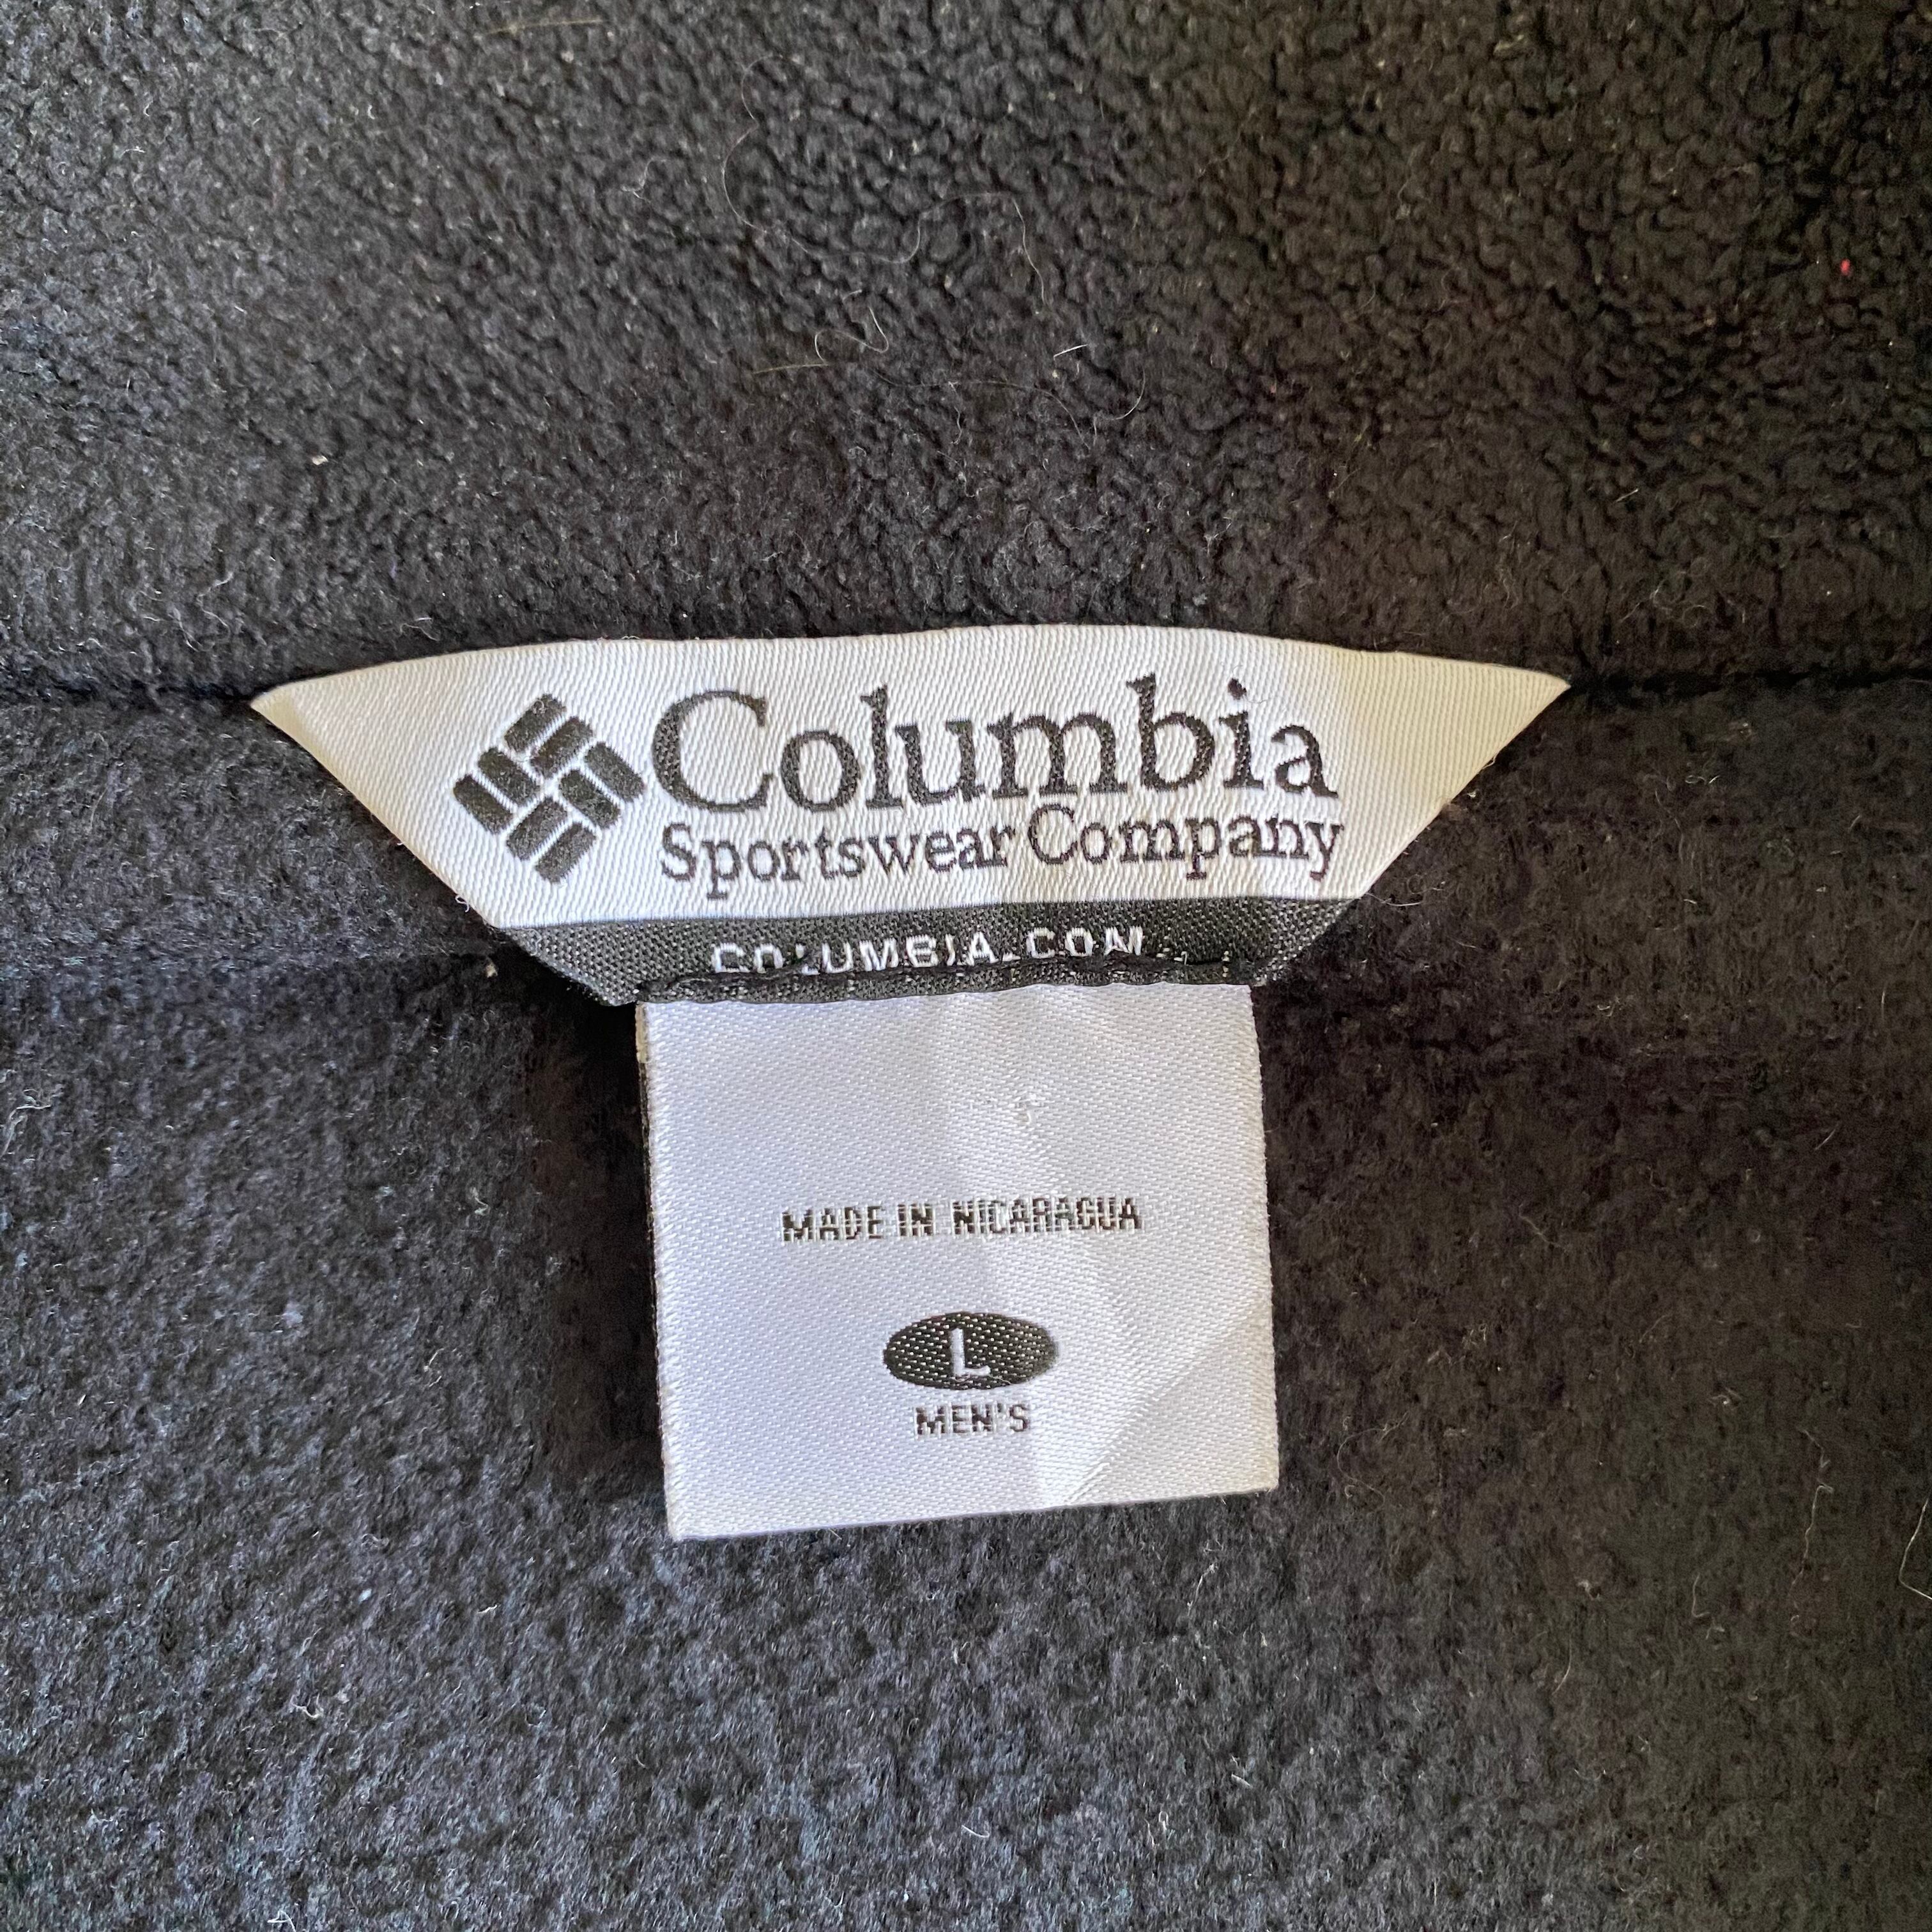 Columbia
Sportswear Company
COLUMBIA.COM
MADE IN NICARAGUA
L
MEN'S